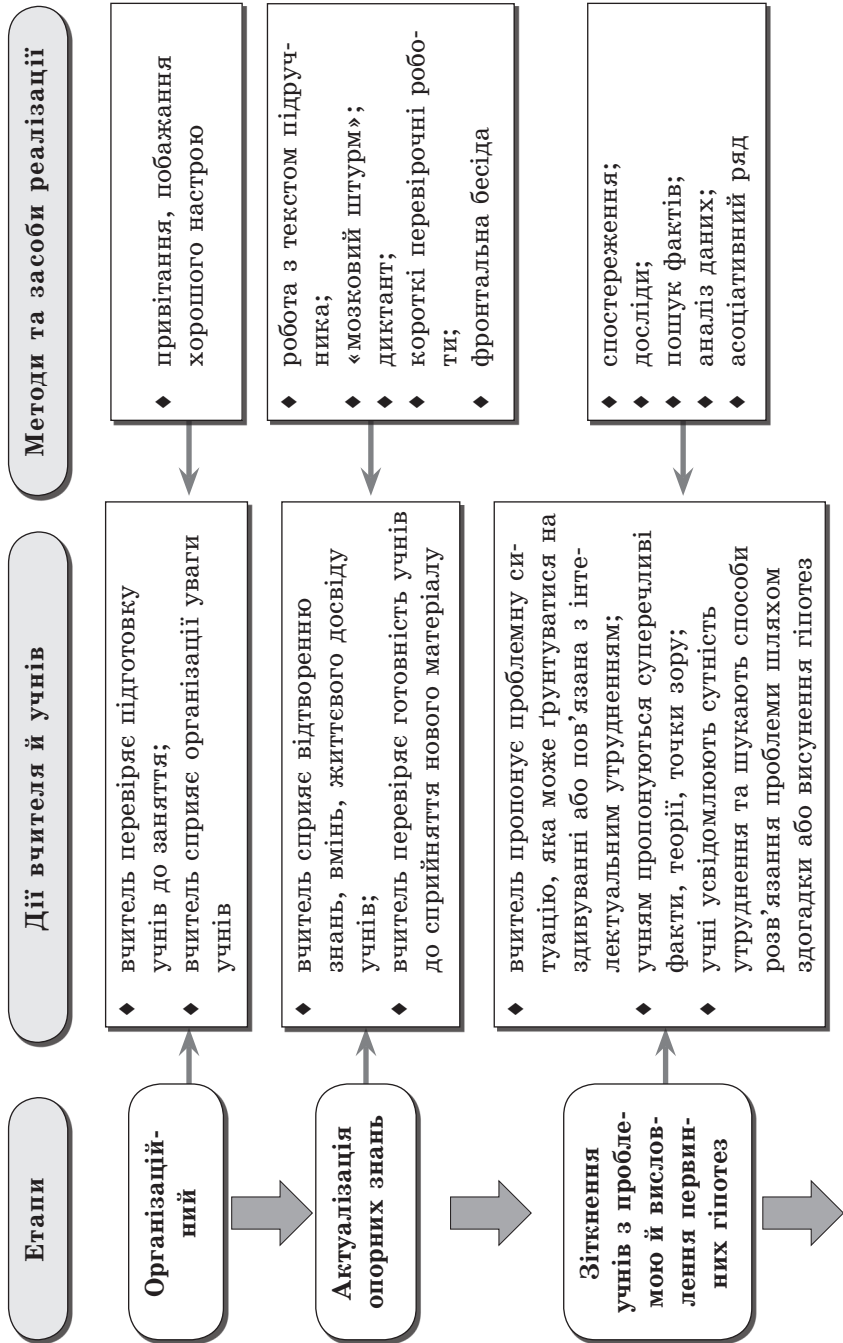 Етапи
Дії вчителя й учнів
Методи та засоби реалізації
Організацій-
ний
♦ вчитель перевіряє підготовку
учнів до заняття;
♦ вчитель сприяє організації уваги
учнів
♦ привітання, побажання
хорошого настрою
Актуалізація
опорних знань
♦ вчитель сприяє відтворенню
знань, вмінь, життєвого досвіду
учнів;
♦ вчитель перевіряє готовність учнів
до сприйняття нового матеріалу
♦ робота з текстом підруч-
ника;
♦ «мозковий штурм»;
♦ диктант;
♦ короткі перевірочні робо-
ти;
♦ фронтальна бесіда
Зіткнення
учнів з пробле-
мою й вислов-
лення первин-
них гіпотез
♦ вчитель пропонує проблемну си-
туацію, яка може ґрунтуватися на
здивуванні або пов’язана з інте-
лектуальним утрудненням;
♦ учням пропонуються суперечливі
факти, теорії, точки зору;
♦ учні усвідомлюють сутність
утруднення та шукають способи
розв’язання проблеми шляхом
здогадки або висунення гіпотез
♦ спостереження;
♦ досліди;
♦ пошук фактів;
♦ аналіз даних;
♦ асоціативний ряд